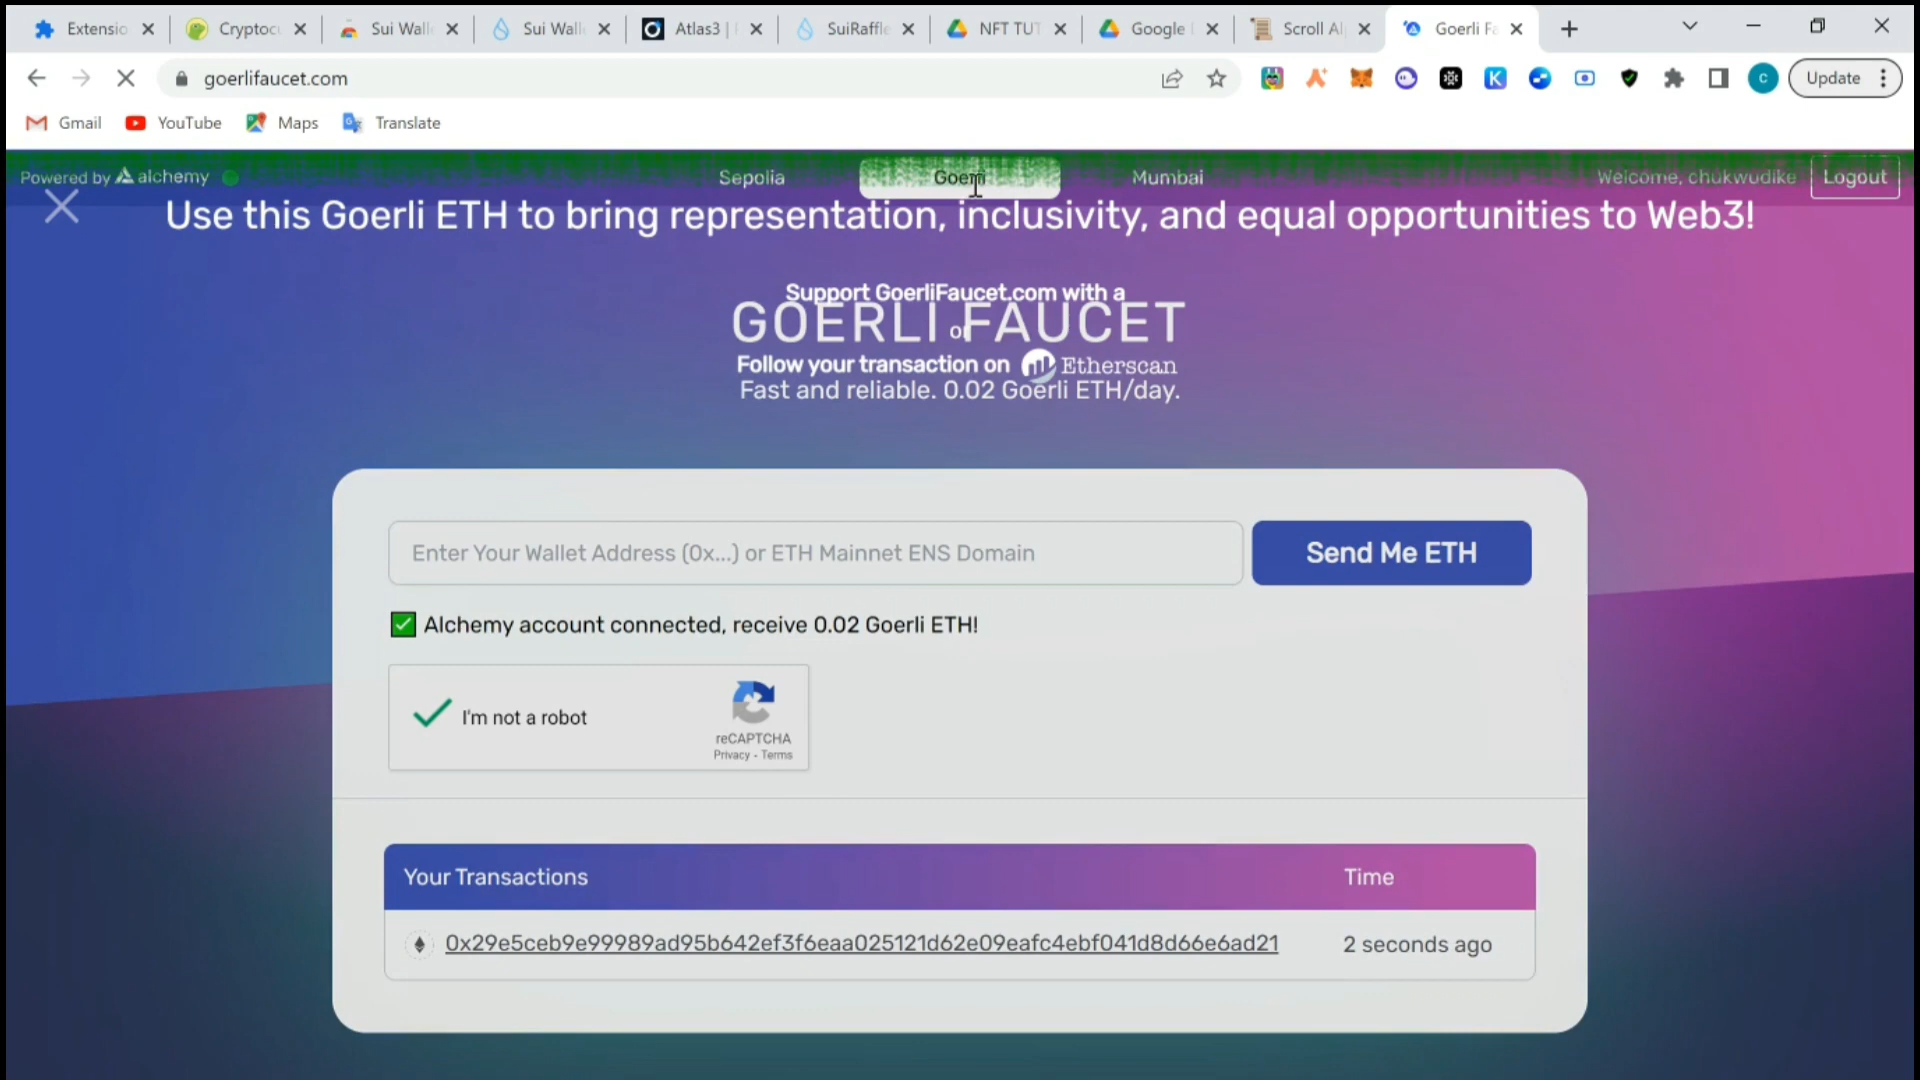 Extensio
Cryptoc
Sui Wall
Sui Wall
Atlas3 |
SuiRaffle
NFT TUT
Google
Scroll Al
Goerli Fa
goerlifaucet.com
Update
Gmail
YouTube
Maps
Translate
Powered by alchemy
Sepolia
Goerli
Mumbai
Welcome, chukwudike
Logout
Use this Goerli ETH to bring representation, inclusivity, and equal opportunities to Web3!
Support GoerliFaucet.com with a
GOERLI FAUCET
or
Follow your transaction on Etherscan
Fast and reliable. 0.02 Goerli ETH/day.
Enter Your Wallet Address (0x...) or ETH Mainnet ENS Domain
Send Me ETH
Alchemy account connected, receive 0.02 Goerli ETH!
I'm not a robot
reCAPTCHA
Privacy - Terms
Your Transactions
Time
0x29e5ceb9e99989ad95b642ef3f6eaa025121d62e09eafc4ebf041d8d66e6ad21
2 seconds ago